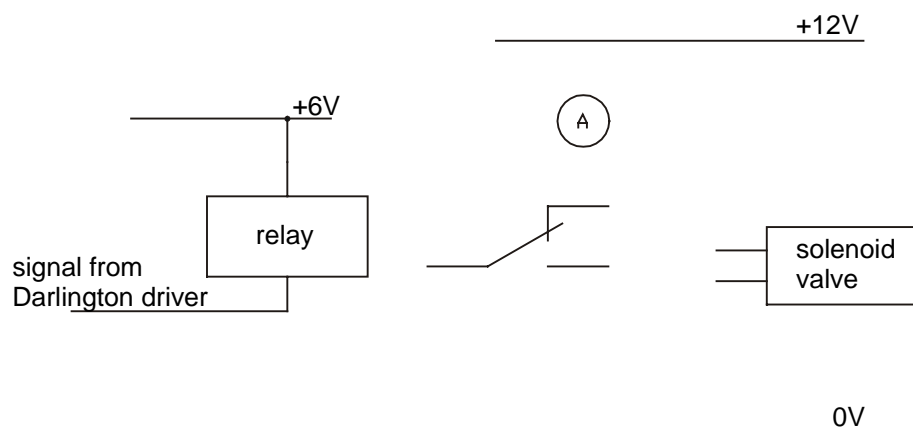 +12V
+6V
A
relay
signal from
Darlington driver
solenoid
valve
0V